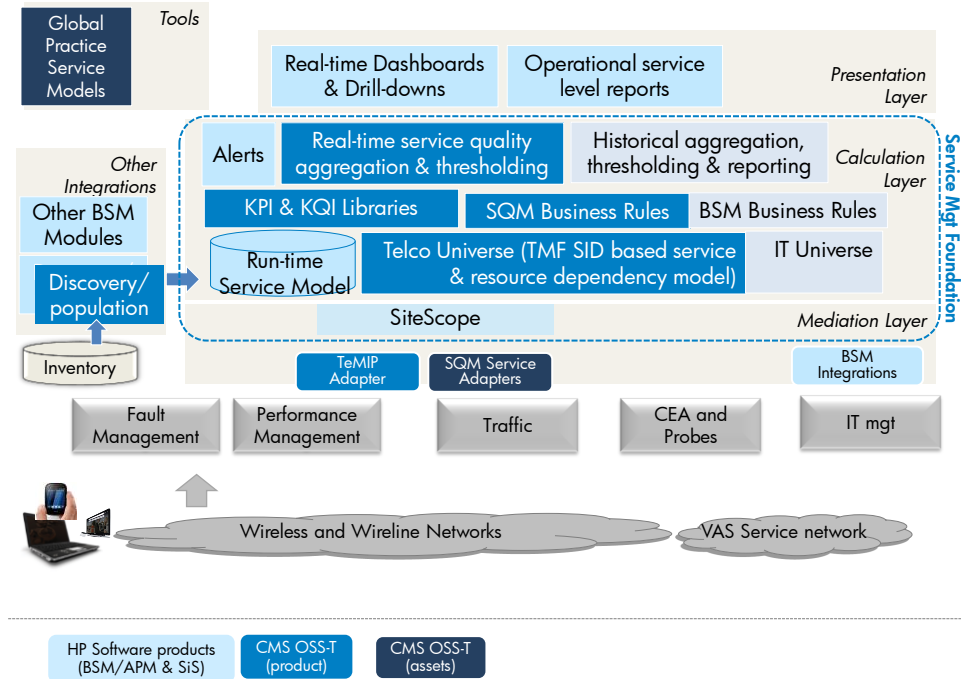 Global
Practice
Service
Models
Tools
Real-time Dashboards
& Drill-downs
Operational service
level reports
Presentation
Layer
Service Mgt Foundation
Alerts
Real-time service quality
aggregation & thresholding
Historical aggregation,
thresholding & reporting
Calculation
Layer
Other
Integrations
Other BSM
Modules
KPI & KQI Libraries
SQM Business Rules
BSM Business Rules
Discovery/
population
Run-time
Service Model
Telco Universe (TMF SID based service
& resource dependency model)
IT Universe
SiteScope
Mediation Layer
Inventory
TeMIP
Adapter
SQM Service
Adapters
BSM
Integrations
Fault
Management
Performance
Management
Traffic
CEA and
Probes
IT mgt
Wireless and Wireline Networks
VAS Service network
HP Software products
(BSM/APM & SiS)
CMS OSS-T
(product)
CMS OSS-T
(assets)